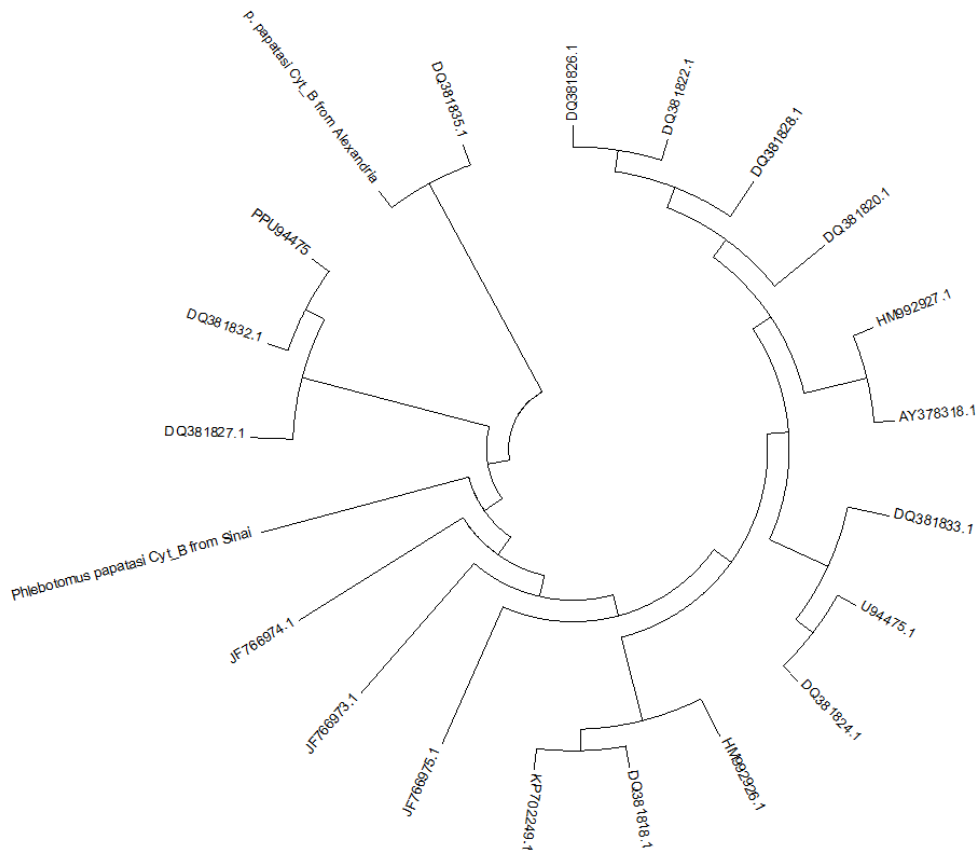 p. papatasi Cyt_B from Alexandria
DQ381835.1
DQ381826.1
DQ381822.1
DQ381828.1
DQ381820.1
HM992927.1
AY378318.1
DQ381833.1
U94475.1
DQ381824.1
HM992926.1
DQ381818.1
KP702249.1
JF766975.1
JF766973.1
JF766974.1
Phlebotomus papatasi Cyt_B from Sinai
DQ381827.1
DQ381832.1
PPU94475